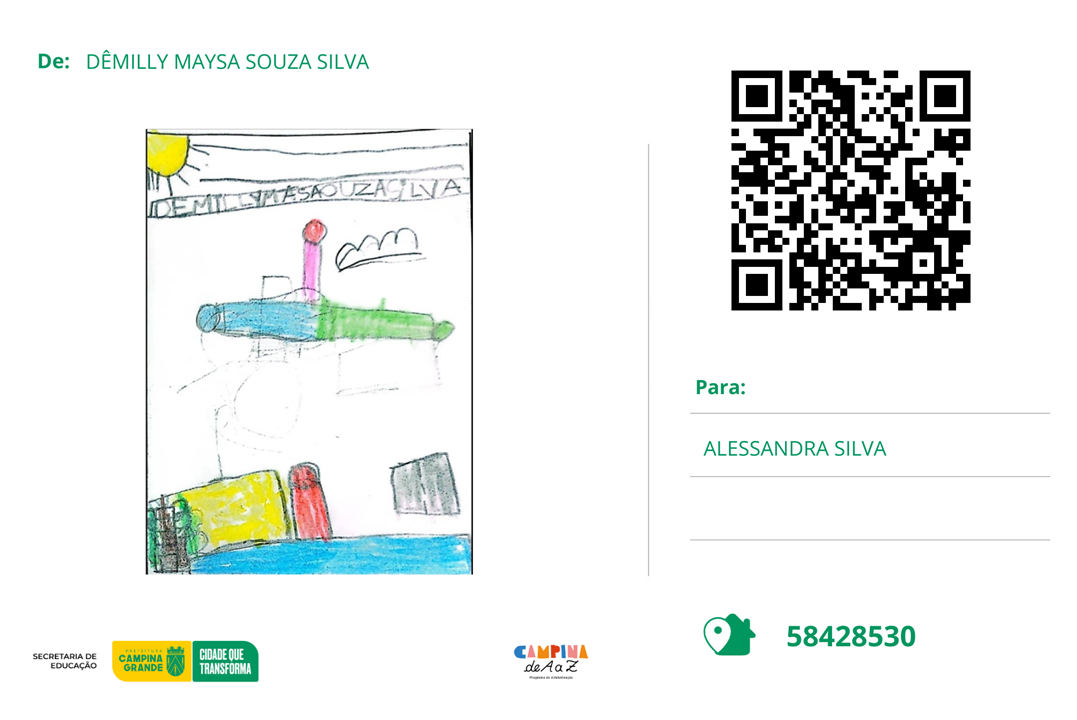 De: DÊMILLY MAYSA SOUZA SILVA
DEMILLYMASAOUZACILVA
Para:
ALESSANDRA SILVA
58428530
SECRETARIA DE
EDUCAÇÃO
PREFEITURA
CAMPINA
GRANDE
CIDADE QUE
TRANSFORMA
CAMPINA
de A a Z
Programa de Alfabetização